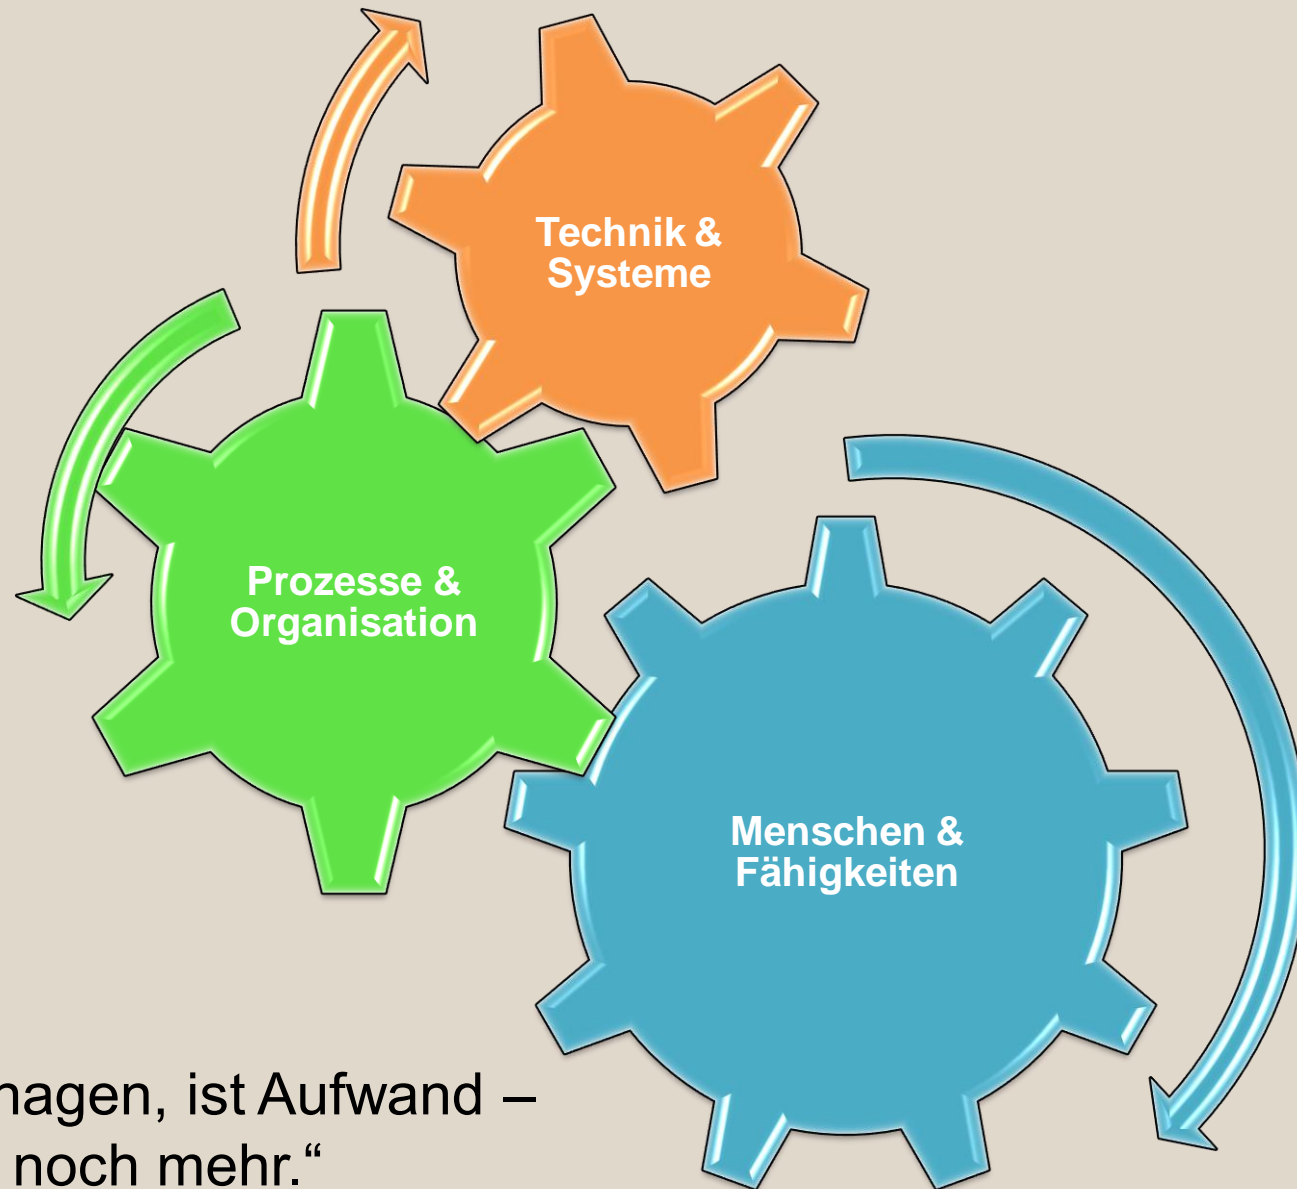 Technik &
Systeme
Prozesse &
Organisation
Menschen &
Fähigkeiten
nagen, ist Aufwand –
noch mehr.“